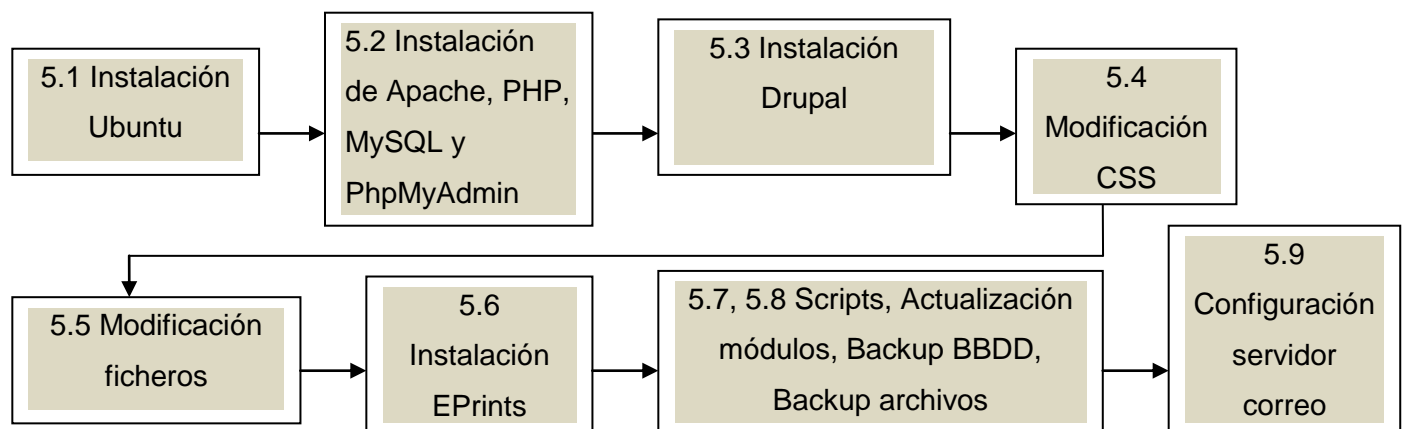 5.1 Instalación
Ubuntu
5.2 Instalación
de Apache, PHP,
MySQL y
PhpMyAdmin
5.3 Instalación
Drupal
5.4
Modificación
CSS
5.5 Modificación
ficheros
5.6
Instalación
EPrints
5.7, 5.8 Scripts, Actualización
módulos, Backup BBDD,
Backup archivos
5.9
Configuración
servidor
correo